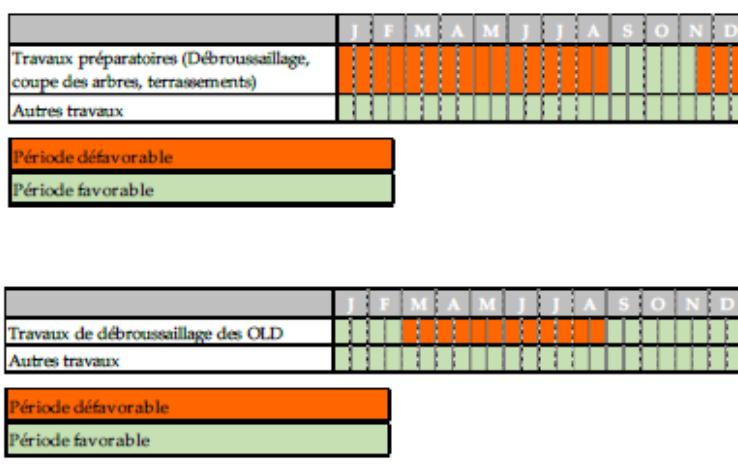 J F M A M J J A S O N D
Travaux préparatoires (Débroussaillage,
coupe des arbres, terrassements)
Autres travaux
Période défavorable
Période favorable
J F M A M J J A S O N D
Travaux de débroussaillage des OLD
Autres travaux
Période défavorable
Période favorable